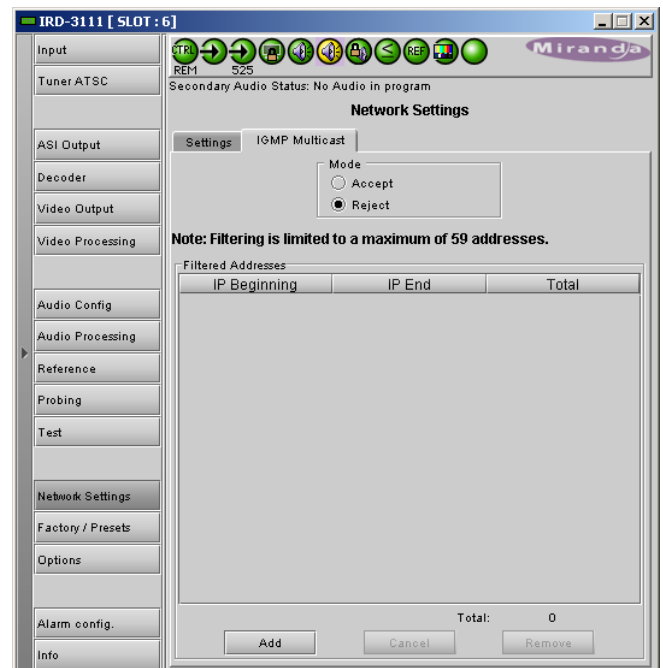 IRD-3111 [ SLOT : 6]
Input
Tuner ATSC
ASI Output
Decoder
Video Output
Video Processing
Audio Config
Audio Processing
Reference
Probing
Test
Network Settings
Factory / Presets
Options
Alarm config.
Info
CTRL
REF
Miranda
REM 525
Secondary Audio Status: No Audio in program
Network Settings
Settings IGMP Multicast
Mode
Accept
Reject
Note: Filtering is limited to a maximum of 59 addresses.
Filtered Addresses
IP Beginning IP End Total
Total: 0
Add Cancel Remove